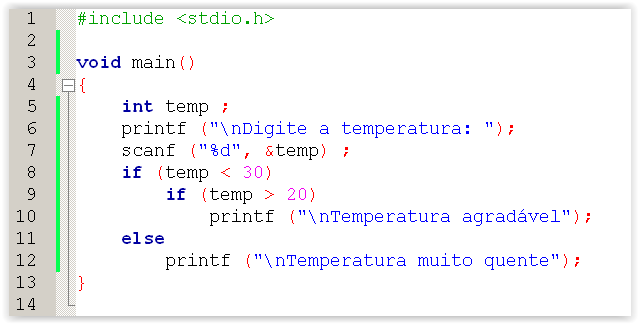 1 #include <stdio.h>
2
3 void main()
4 {
5     int temp ;
6     printf ("\nDigite a temperatura: ");
7     scanf ("%d", &temp) ;
8     if (temp < 30)
9         if (temp > 20)
10             printf ("\nTemperatura agradável");
11     else
12         printf ("\nTemperatura muito quente");
13 }
14